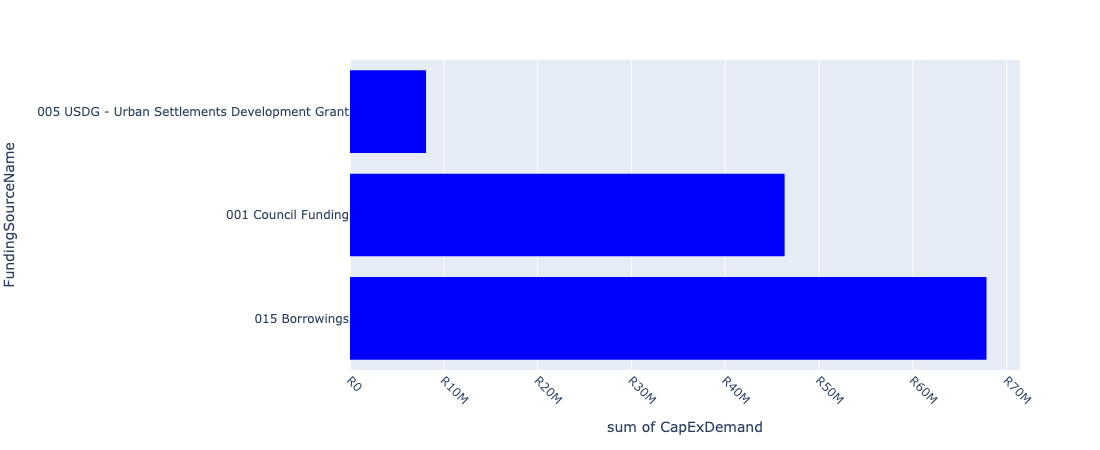 FundingSourceName
005 USDG - Urban Settlements Development Grant
001 Council Funding
015 Borrowings
R0
R10M
R20M
R30M
R40M
R50M
R60M
R70M
sum of CapExDemand